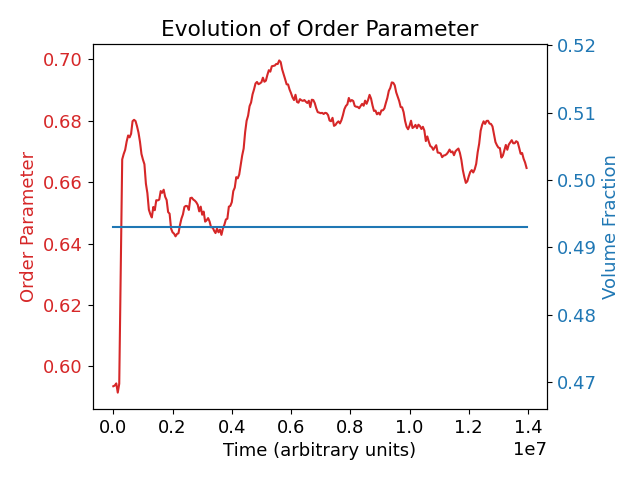 Evolution of Order Parameter
0.70
0.68
0.66
0.64
0.62
0.60
Order Parameter
0.52
0.51
0.50
0.49
0.48
0.47
Volume Fraction
0.0 0.2 0.4 0.6 0.8 1.0 1.2 1.4
1e7
Time (arbitrary units)